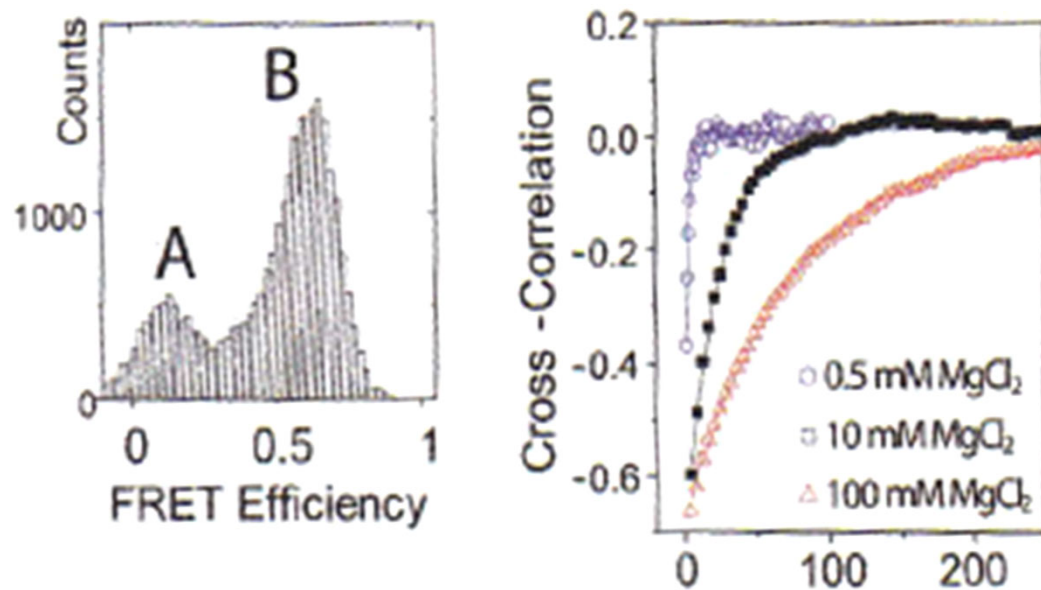 Counts
1000
0
A
B
0
0.5
1
FRET Efficiency
Cross -Correlation
0.2
0.0
-0.2
-0.4
-0.6
0.5 mM MgCl₂
10 mM MgCl₂
100 mM MgCl₂
0
100
200